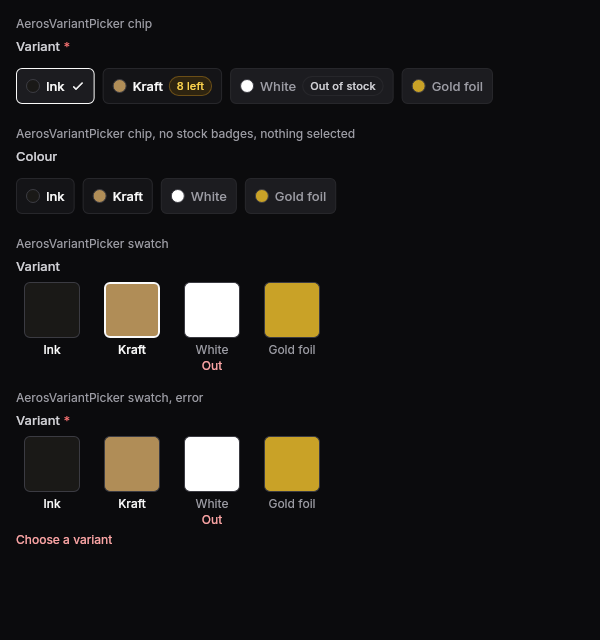 AerosVariantPicker chip
Variant *
Ink Kraft 8 left White Out of stock Gold foil
AerosVariantPicker chip, no stock badges, nothing selected
Colour
Ink Kraft White Gold foil
AerosVariantPicker swatch
Variant
Ink Kraft White Gold foil
Out
AerosVariantPicker swatch, error
Variant *
Ink Kraft White Gold foil
Out
Choose a variant